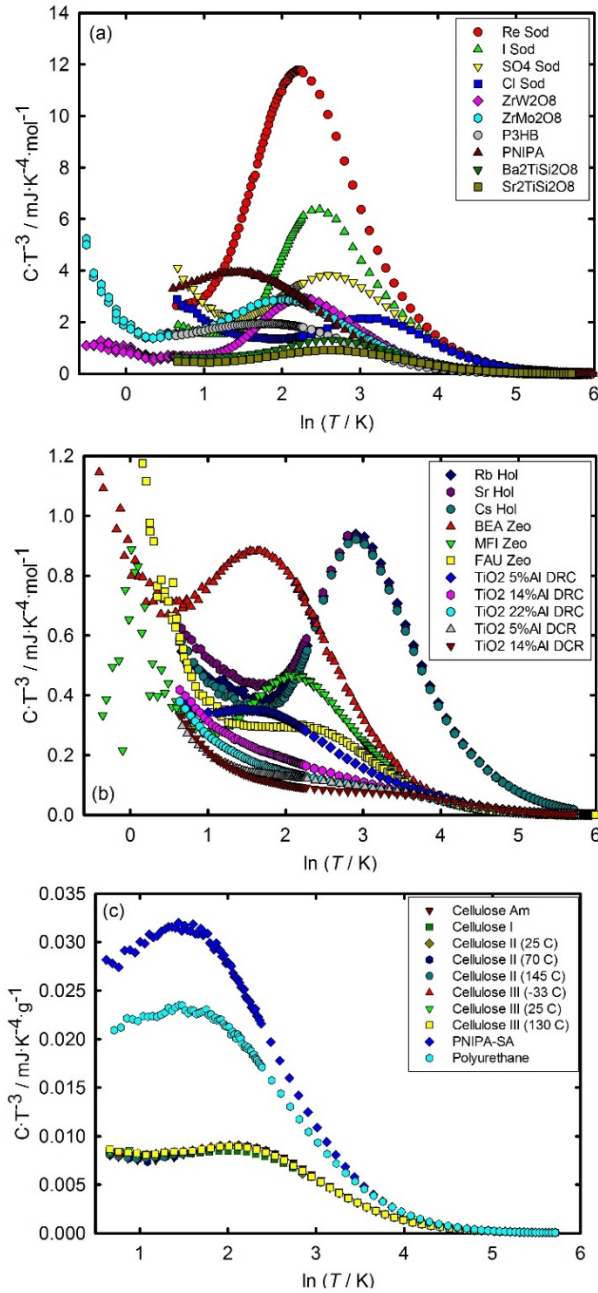 (a)
Re Sod
I Sod
SO4 Sod
Cl Sod
ZrW2O8
ZrMo2O8
P3HB
PNIPA
Ba2TiSi2O8
Sr2TiSi2O8
C·T⁻³ / mJ·K⁻⁴·mol⁻¹
14
12
10
8
6
4
2
0
0 1 2 3 4 5 6
ln (T / K)
(b)
Rb Hol
Sr Hol
Cs Hol
BEA Zeo
MFI Zeo
FAU Zeo
TiO2 5%Al DRC
TiO2 14%Al DRC
TiO2 22%Al DRC
TiO2 5%Al DCR
TiO2 14%Al DCR
C·T⁻³ / mJ·K⁻⁴·mol⁻¹
1.2
1.0
0.8
0.6
0.4
0.2
0.0
0 1 2 3 4 5 6
ln (T / K)
(c)
Cellulose Am
Cellulose I
Cellulose II (25 C)
Cellulose II (70 C)
Cellulose II (145 C)
Cellulose III (-33 C)
Cellulose III (25 C)
Cellulose III (130 C)
PNIPA-SA
Polyurethane
C·T⁻³ / mJ·K⁻⁴·g⁻¹
0.035
0.030
0.025
0.020
0.015
0.010
0.005
0.000
1 2 3 4 5 6
ln (T / K)